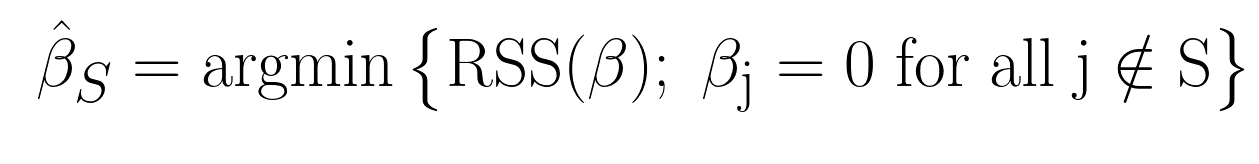 β̂_S = argmin {RSS(β); β_j = 0 for all j ∉ S}